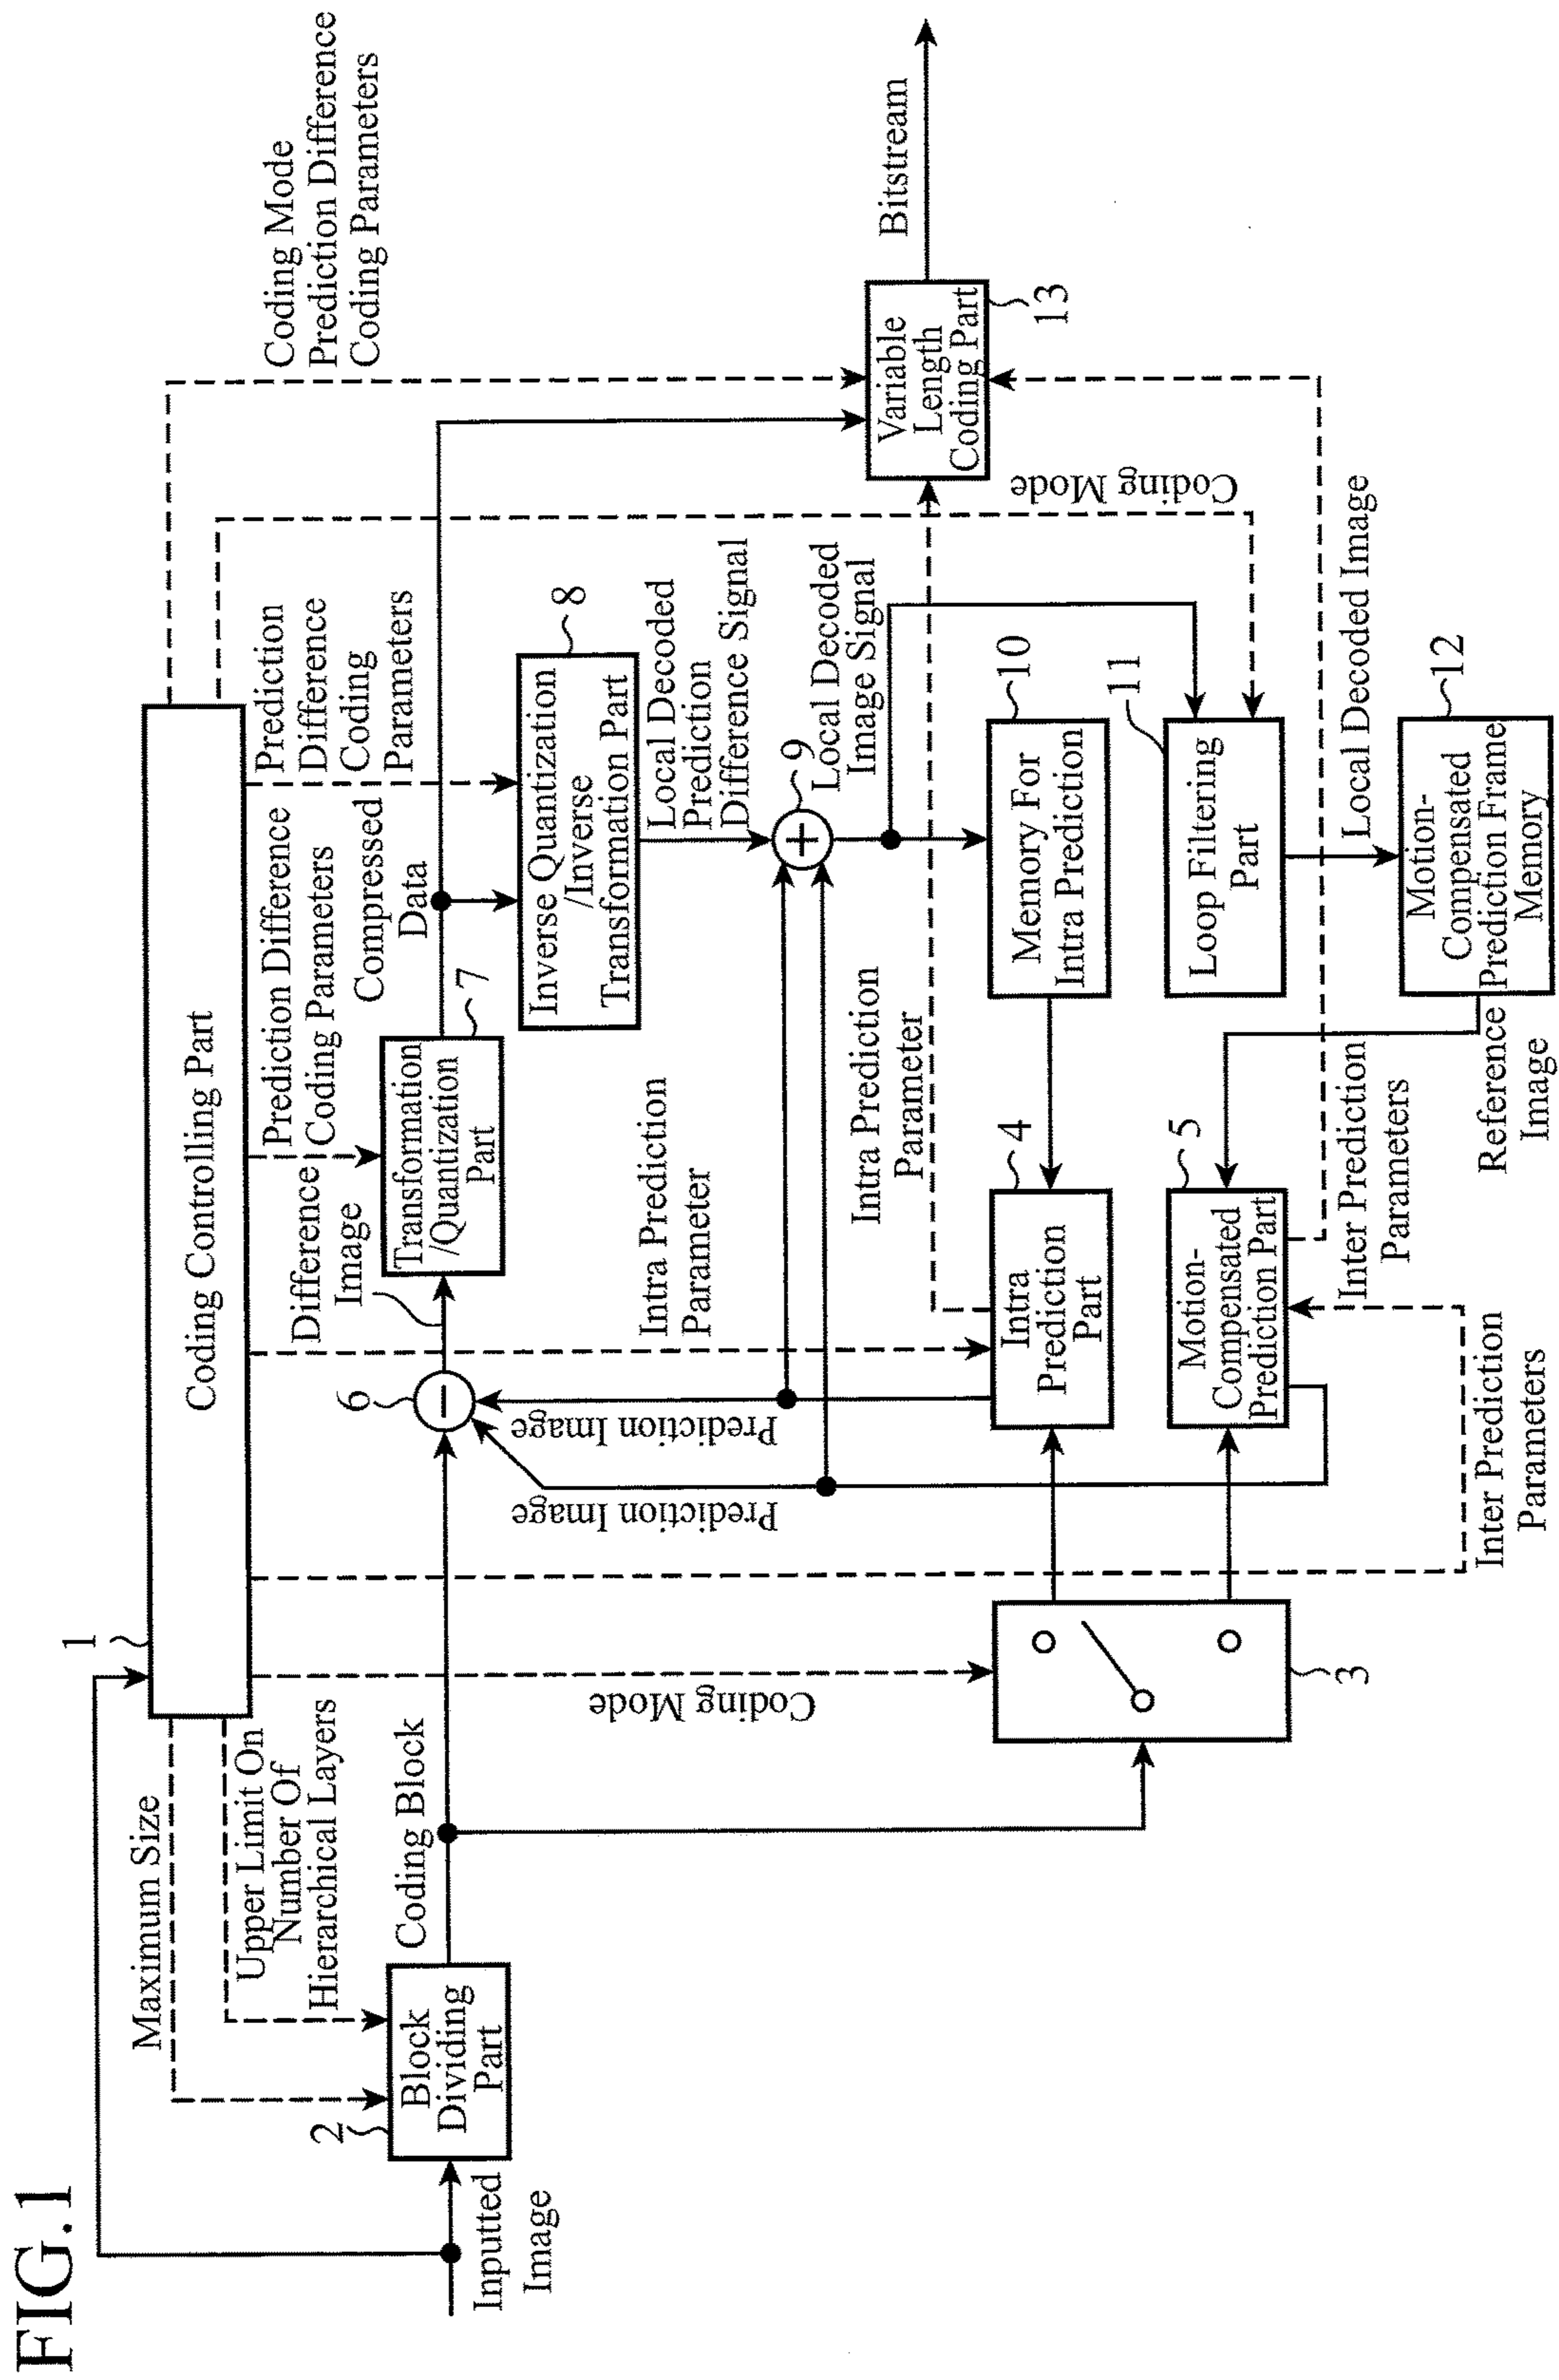 FIG.1
1
Coding Controlling Part
Maximum Size
Upper Limit On
Number Of
Hierarchical Layers
Inputted
Image
2
Block
Dividing
Part
Coding Block
Coding Mode
3
6
Prediction Image
Prediction Image
Difference
Image
Prediction Difference
Coding Parameters
Transformation
/Quantization
Part
7
Compressed
Data
Prediction
Difference
Coding
Parameters
Inverse Quantization
/Inverse
Transformation Part
8
Local Decoded
Prediction
Difference Signal
9
Local Decoded
Image Signal
Intra Prediction
Parameter
Intra Prediction
Parameter
Intra
Prediction
Part
4
Memory For
Intra Prediction
10
Motion-
Compensated
Prediction Part
5
Loop Filtering
Part
11
Coding Mode
Local Decoded Image
Motion-
Compensated
Prediction Frame
Memory
12
Reference
Image
Inter Prediction
Parameters
Inter Prediction
Parameters
Coding Mode
Prediction Difference
Coding Parameters
Variable
Length
Coding Part
13
Bitstream